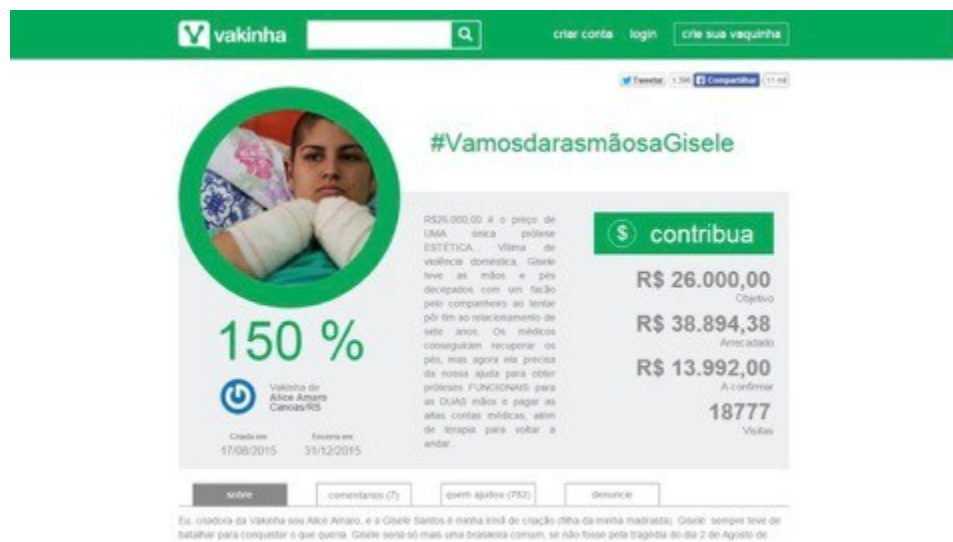 vakinha
criar conta login crie sua vaquinha
Tweetar 1.396 Compartilhar 11 mil
#VamosdarasmãosaGisele
R$26.000,00 é o preço de
UMA única prótese
ESTÉTICA... Vítima de
violência doméstica, Gisele
teve as mãos e pés
decepados com um facão
pelo companheiro ao tentar
pôr fim ao relacionamento de
sete anos. Os médicos
conseguiram recuperar os
pés, mas agora ela precisa
da nossa ajuda para obter
próteses FUNCIONAIS para
as DUAS mãos e pagar as
altas contas médicas, além
de terapia para voltar a
andar.
$ contribua
R$ 26.000,00
Objetivo
R$ 38.894,38
Arrecadado
R$ 13.992,00
A confirmar
18777
Visitas
150 %
Vakinha de
Alice Amaro
Canoas/RS
Criada em Encerra em
17/08/2015 31/12/2015
sobre comentarios (7) quem ajudou (762) denuncie
Eu, criadora da Vakinha sou Alice Amaro, e a Gisele Santos é minha irmã de criação (filha da minha madrasta). Gisele sempre teve de
batalhar para conquistar o que queria. Gisele seria só mais uma brasileira comum, se não fosse pela tragédia do dia 2 de Agosto de